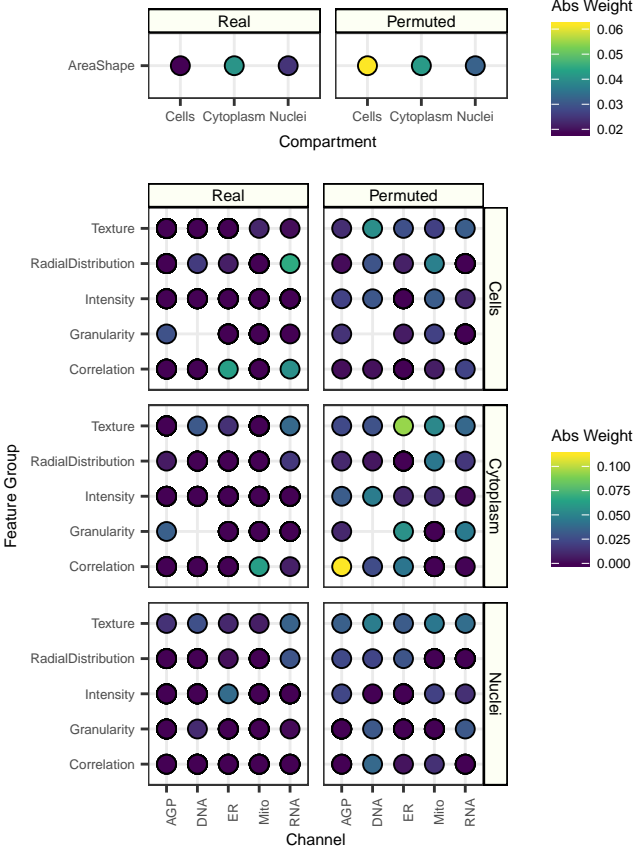 Real
Permuted
Abs Weight
0.06
0.05
0.04
0.03
0.02
AreaShape
Cells
Cytoplasm
Nuclei
Cells
Cytoplasm
Nuclei
Compartment
Real
Permuted
Feature Group
Texture
RadialDistribution
Intensity
Granularity
Correlation
Cells
Texture
RadialDistribution
Intensity
Granularity
Correlation
Cytoplasm
Abs Weight
0.100
0.075
0.050
0.025
0.000
Texture
RadialDistribution
Intensity
Granularity
Correlation
Nuclei
AGP
DNA
ER
Mito
RNA
AGP
DNA
ER
Mito
RNA
Channel